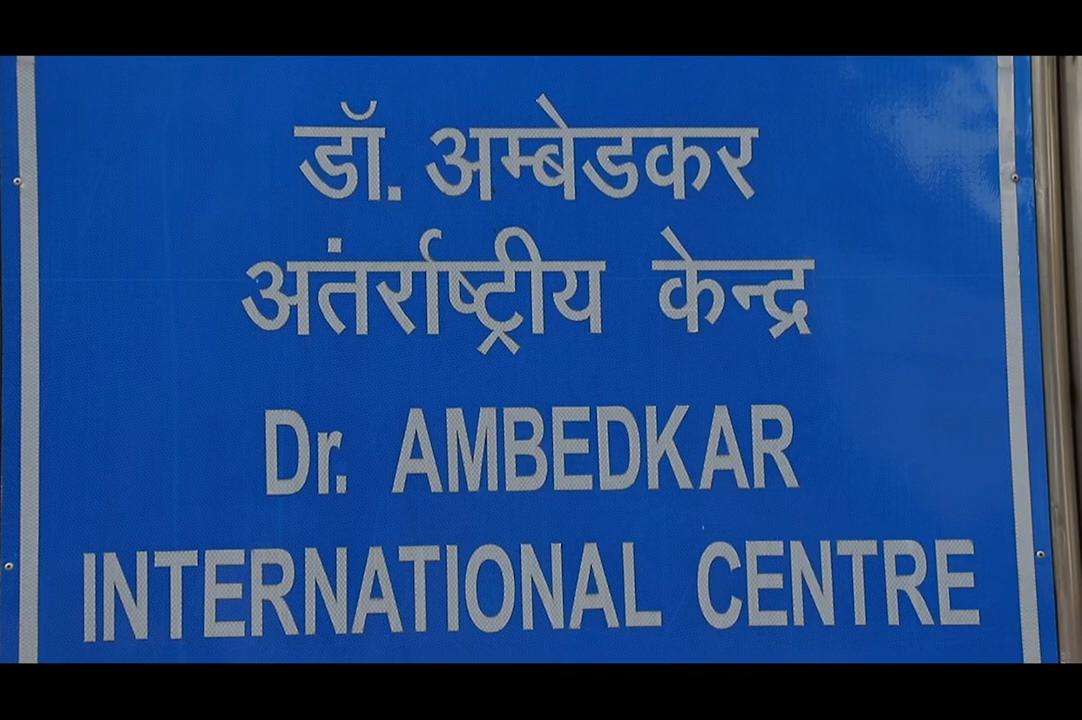 डॉ. अम्बेडकर
अंतर्राष्ट्रीय केन्द्र
Dr. AMBEDKAR
INTERNATIONAL CENTRE